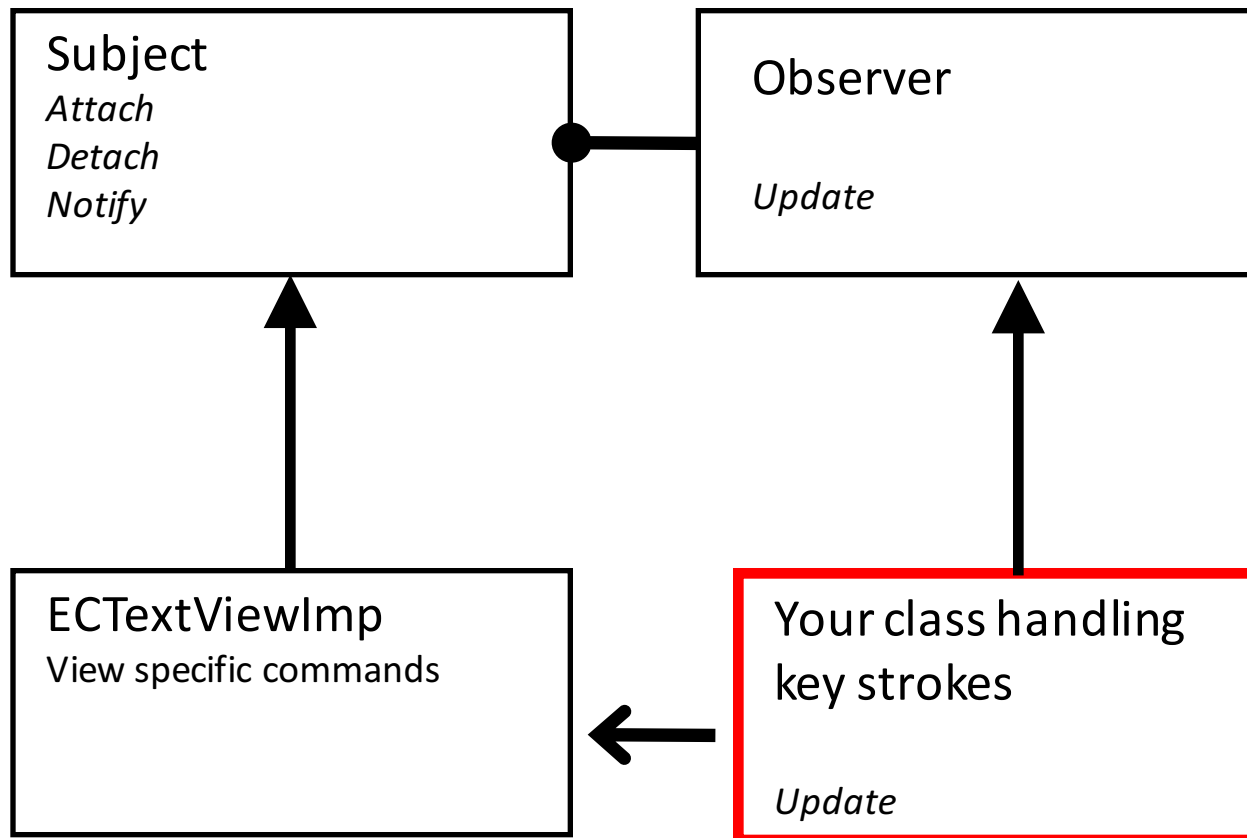 Subject
Attach
Detach
Notify
Observer
Update
ECTextViewImp
View specific commands
Your class handling
key strokes
Update